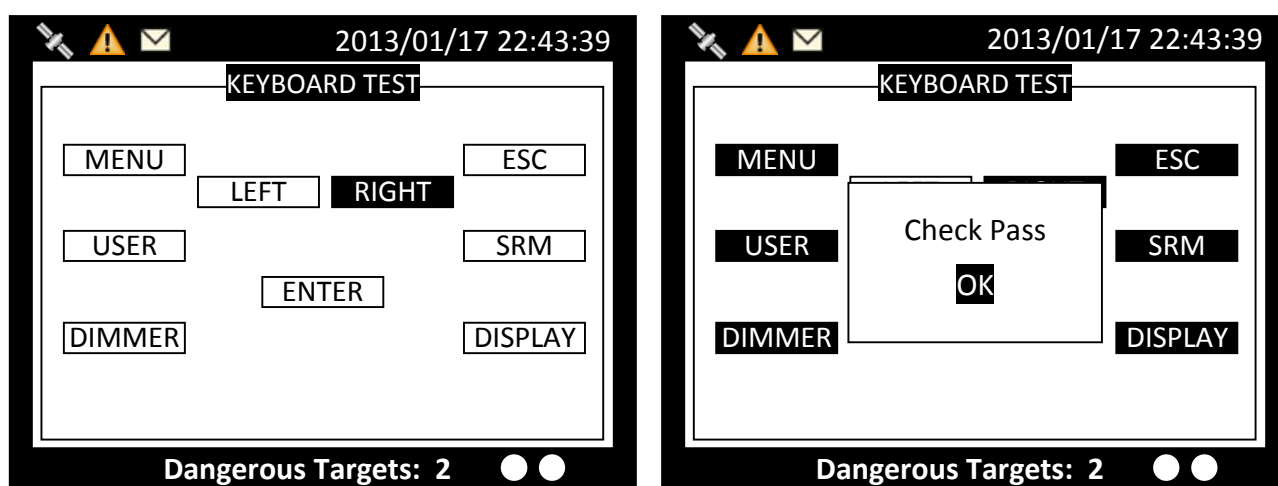 2013/01/17 22:43:39
KEYBOARD TEST
MENU
ESC
LEFT
RIGHT
USER
SRM
ENTER
DIMMER
DISPLAY
Dangerous Targets: 2
2013/01/17 22:43:39
KEYBOARD TEST
MENU
ESC
USER
Check Pass
SRM
OK
DIMMER
DISPLAY
Dangerous Targets: 2